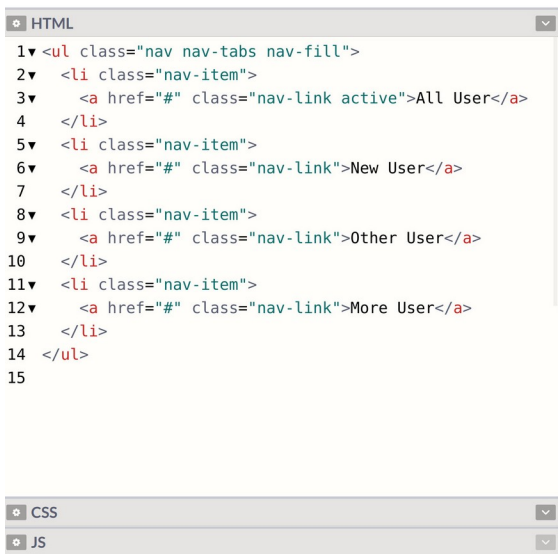 HTML
1 <ul class="nav nav-tabs nav-fill">
2   <li class="nav-item">
3     <a href="#" class="nav-link active">All User</a>
4   </li>
5   <li class="nav-item">
6     <a href="#" class="nav-link">New User</a>
7   </li>
8   <li class="nav-item">
9     <a href="#" class="nav-link">Other User</a>
10   </li>
11   <li class="nav-item">
12     <a href="#" class="nav-link">More User</a>
13   </li>
14 </ul>
15
CSS
JS